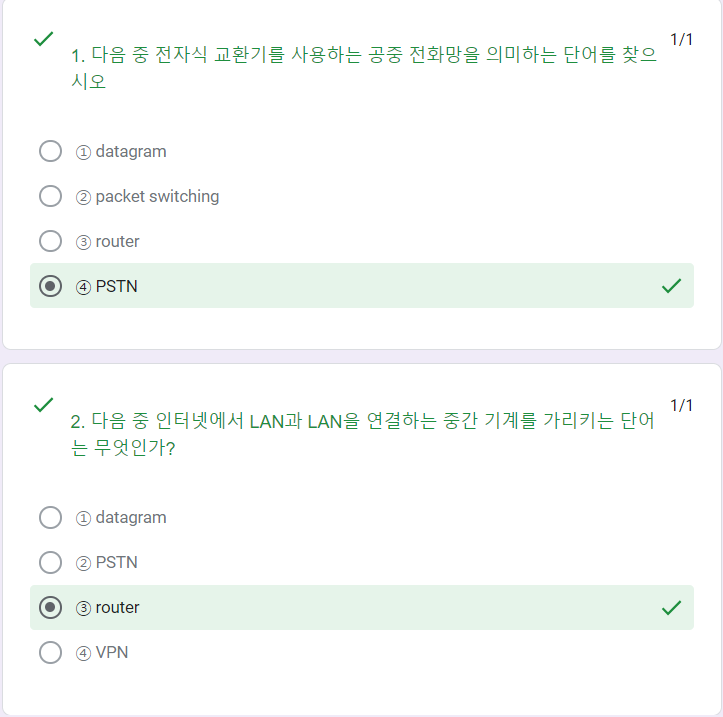 1. 다음 중 전자식 교환기를 사용하는 공중 전화망을 의미하는 단어를 찾으
시오
1/1
① datagram
② packet switching
③ router
④ PSTN
2. 다음 중 인터넷에서 LAN과 LAN을 연결하는 중간 기계를 가리키는 단어
는 무엇인가?
1/1
① datagram
② PSTN
③ router
④ VPN